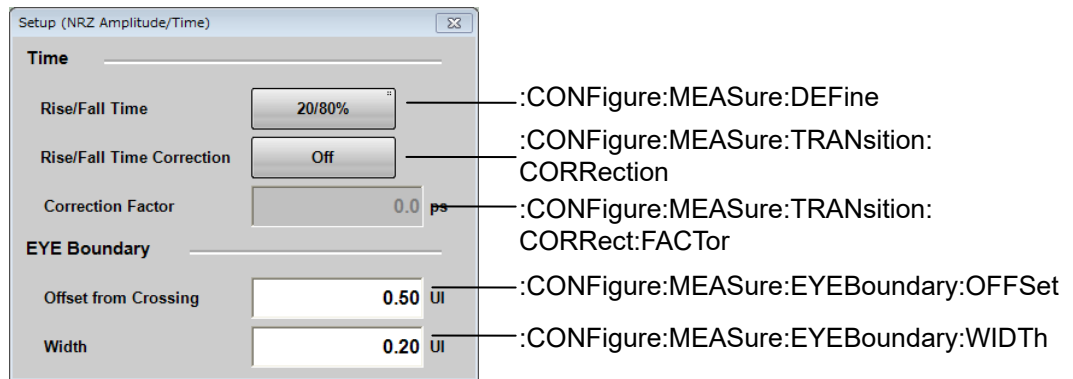 Setup (NRZ Amplitude/Time)
Time
Rise/Fall Time 20/80% :CONFigure:MEASure:DEFine
Rise/Fall Time Correction Off :CONFigure:MEASure:TRANsition:
CORRection
Correction Factor 0.0 ps :CONFigure:MEASure:TRANsition:
CORRect:FACTor
EYE Boundary
Offset from Crossing 0.50 UI :CONFigure:MEASure:EYEBoundary:OFFSet
Width 0.20 UI :CONFigure:MEASure:EYEBoundary:WIDTh